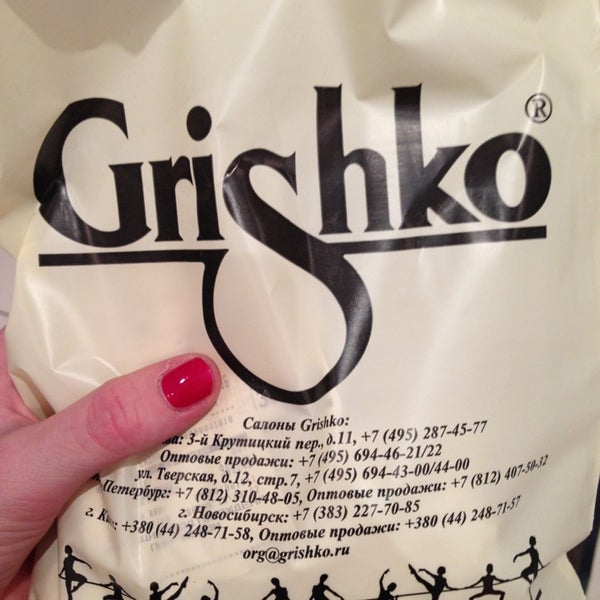 Grishko®
Салоны Grishko:
3-й Крутицкий пер., д.11, +7 (495) 287-45-77
Оптовые продажи: +7 (495) 694-46-21/22
ул. Тверская, д.12, стр.7, +7 (495) 694-43-00/44-00
Петербург: +7 (812) 310-48-05, Оптовые продажи: +7 (812) 407-50-32
г. Новосибирск: +7 (383) 227-70-85
г. +380 (44) 248-71-58, Оптовые продажи: +380 (44) 248-71-57
org@grishko.ru